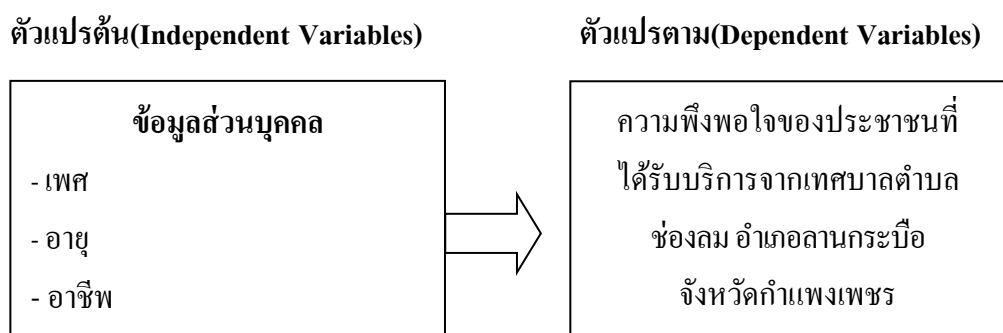 ตัวแปรต้น(Independent Variables)
ตัวแปรตาม(Dependent Variables)
ข้อมูลส่วนบุคคล
- เพศ
- อายุ
- อาชีพ
ความพึงพอใจของประชาชนที่
ได้รับบริการจากเทศบาลตำบล
ช่องลม อำเภอลานกระบือ
จังหวัดกำแพงเพชร